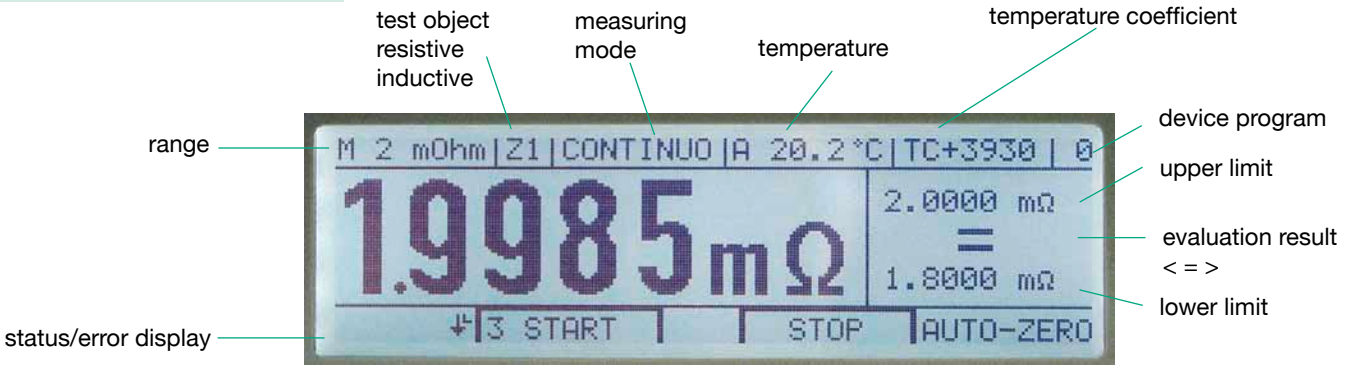 temperature coefficient
test object
resistive
inductive
measuring
mode
temperature
device program
range
M 2 mOhm|Z1|CONTINUO|A 20.2°C|TC+3930 | 0
upper limit
2.0000 mΩ
1.9985 mΩ
=
evaluation result
< = >
1.8000 mΩ
lower limit
status/error display
3 START STOP AUTO-ZERO